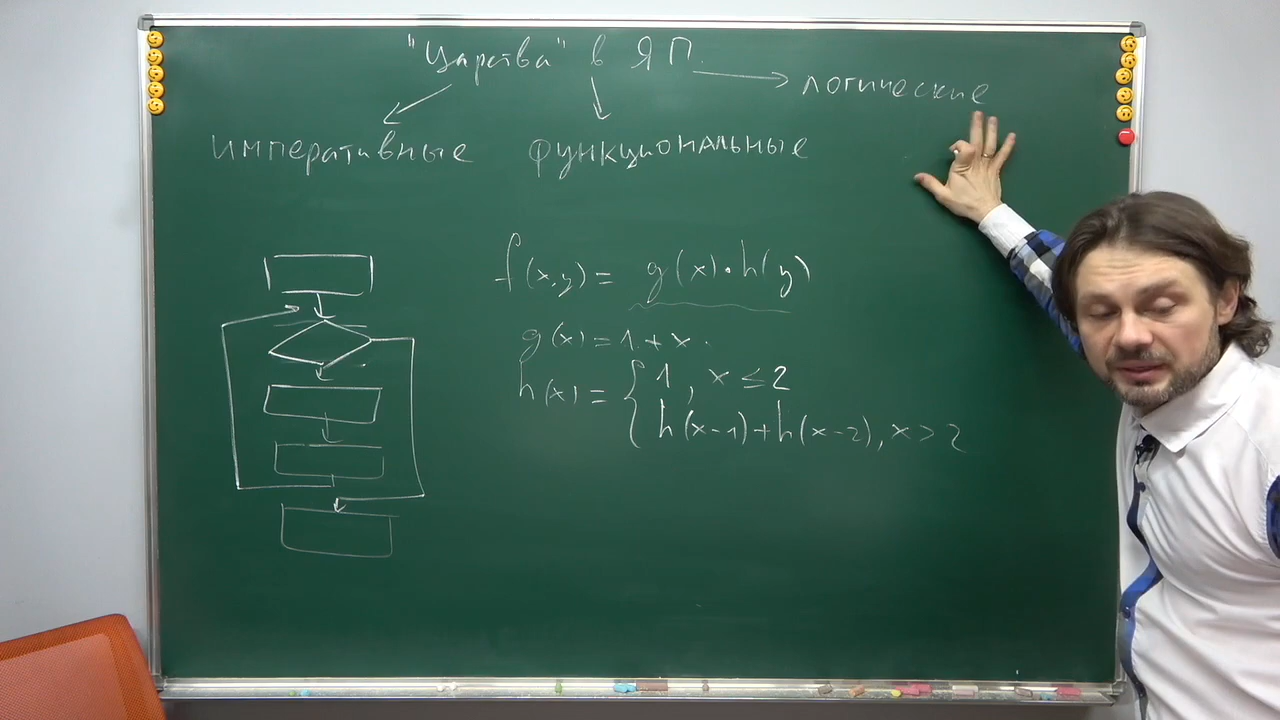 "Царства" в ЯП.
логические
императивные функциональные
f(x,y) = g(x)·h(y)
g(x) = 1 + x.
h(x) = { 1, x ≤ 2
h(x-1)+h(x-2), x > 2